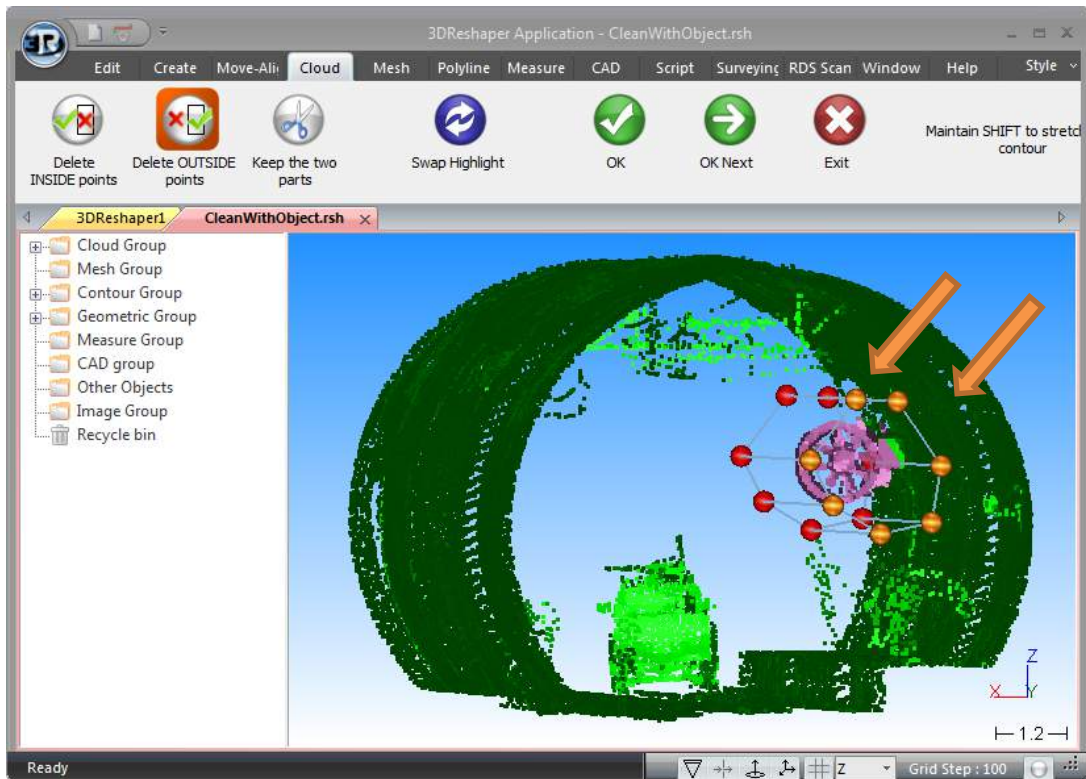 3DReshaper Application - CleanWithObject.rsh
3R
Edit Create Move-Ali Cloud Mesh Polyline Measure CAD Script Surveying RDS Scan Window Help Style
Delete INSIDE points
Delete OUTSIDE points
Keep the two parts
Swap Highlight
OK
OK Next
Exit
Maintain SHIFT to stretc
contour
3DReshaper1 CleanWithObject.rsh
Cloud Group
Mesh Group
Contour Group
Geometric Group
Measure Group
CAD group
Other Objects
Image Group
Recycle bin
Z
X Y
1.2
Ready Z Grid Step : 100